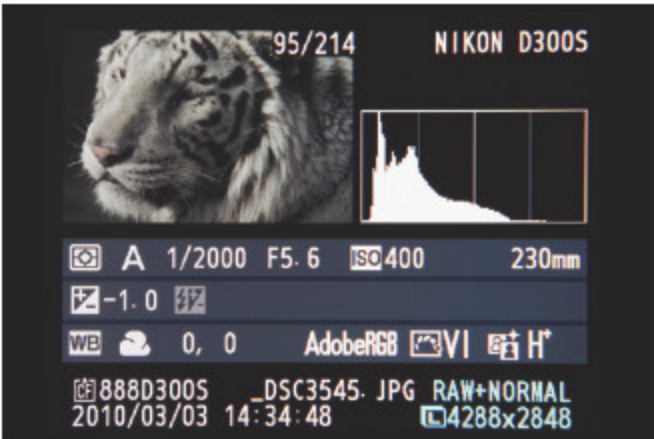 95/214 NIKON D300S
A 1/2000 F5.6 ISO400 230mm
-1.0
WB 0, 0 AdobeRGB VI H+
CF 888D300S _DSC3545.JPG RAW+NORMAL
2010/03/03 14:34:48 L 4288x2848